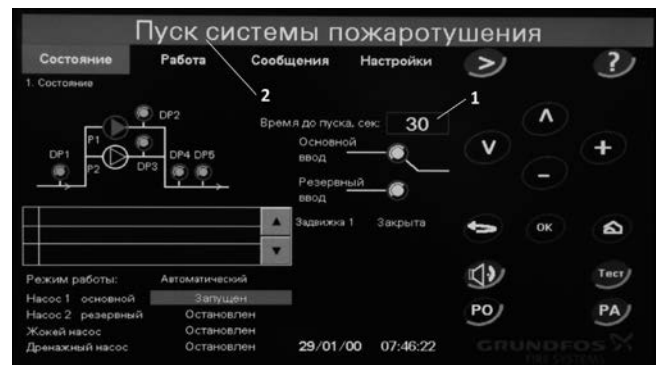 Пуск системы пожаротушения
Состояние Работа Сообщения Настройки > ?
1. Состояние
2
1
DP2
Время до пуска, сек: 30
P1
Основной
ввод
DP1 P2 DP3 DP4 DP5
Резервный
ввод
Задвижка 1 Закрыта
OK
Режим работы: Автоматический
Тест
Насос 1 основной Запущен
Насос 2 резервный Остановлен
PO PA
Жокей насос Остановлен
Дренажный насос Остановлен 29/01/00 07:46:22
GRUNDFOS
FIRE SYSTEMS